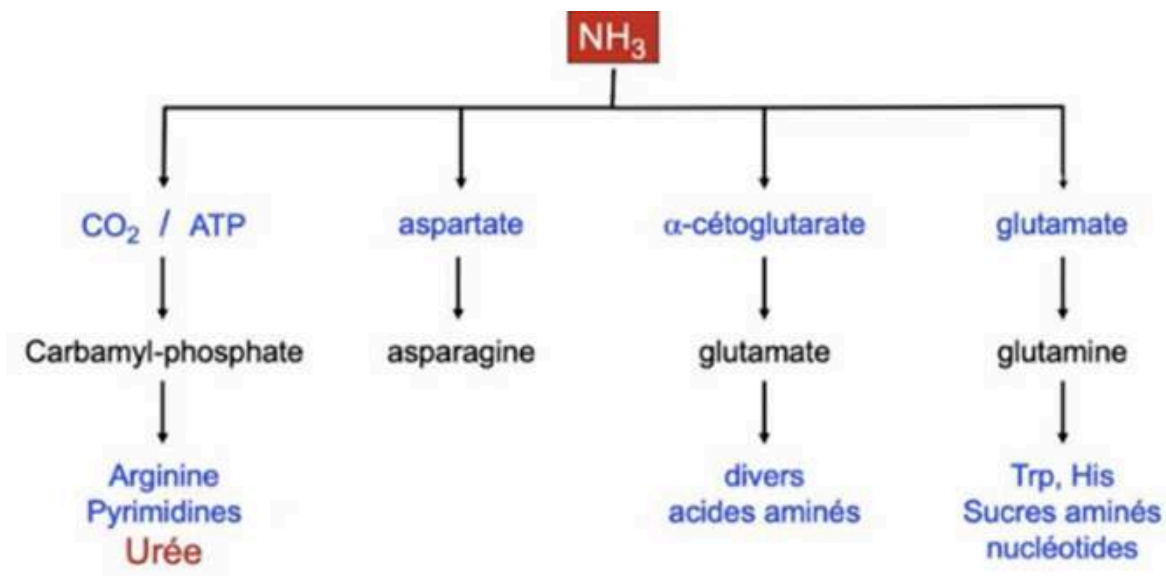 NH₃
CO₂ / ATP
aspartate
α-cétoglutarate
glutamate
Carbamyl-phosphate
asparagine
glutamate
glutamine
Arginine
Pyrimidines
Urée
divers
acides aminés
Trp, His
Sucres aminés
nucléotides